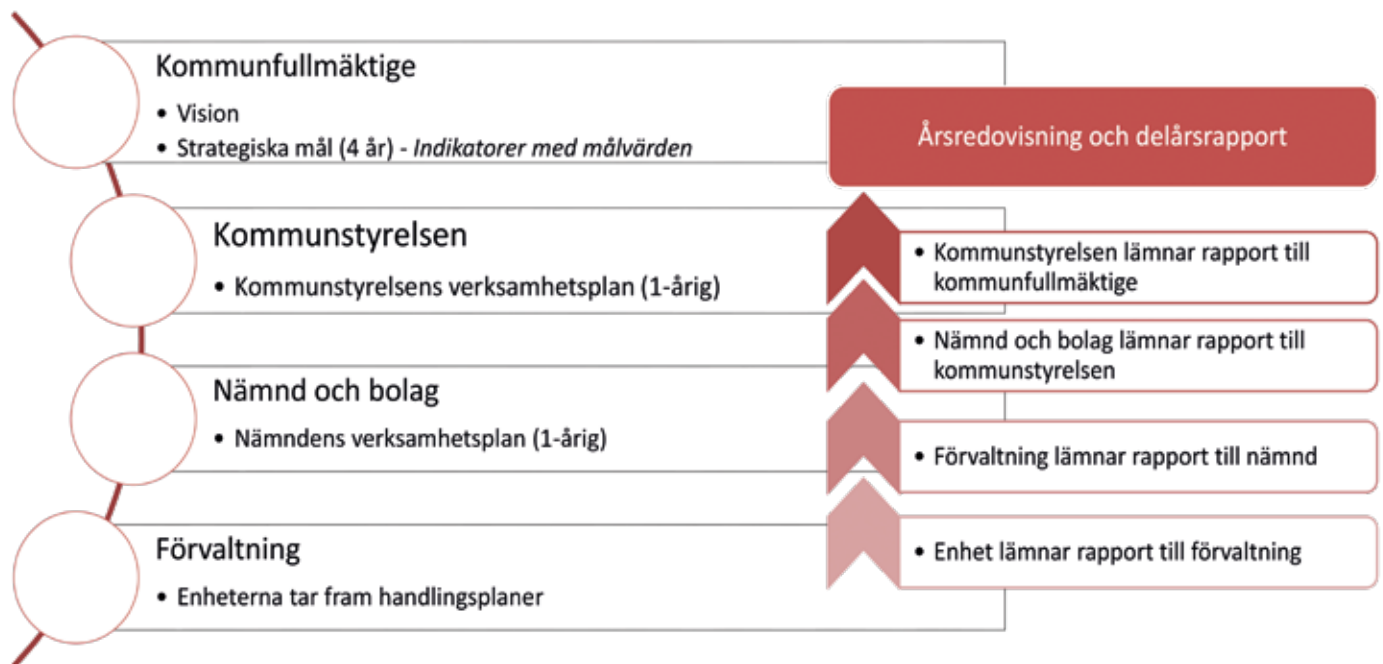 Kommunfullmäktige
• Vision
• Strategiska mål (4 år) - Indikatorer med målvärden
Kommunstyrelsen
• Kommunstyrelsens verksamhetsplan (1-årig)
Nämnd och bolag
• Nämndens verksamhetsplan (1-årig)
Förvaltning
• Enheterna tar fram handlingsplaner
Årsredovisning och delårsrapport
• Kommunstyrelsen lämnar rapport till
kommunfullmäktige
• Nämnd och bolag lämnar rapport till
kommunstyrelsen
• Förvaltning lämnar rapport till nämnd
• Enhet lämnar rapport till förvaltning